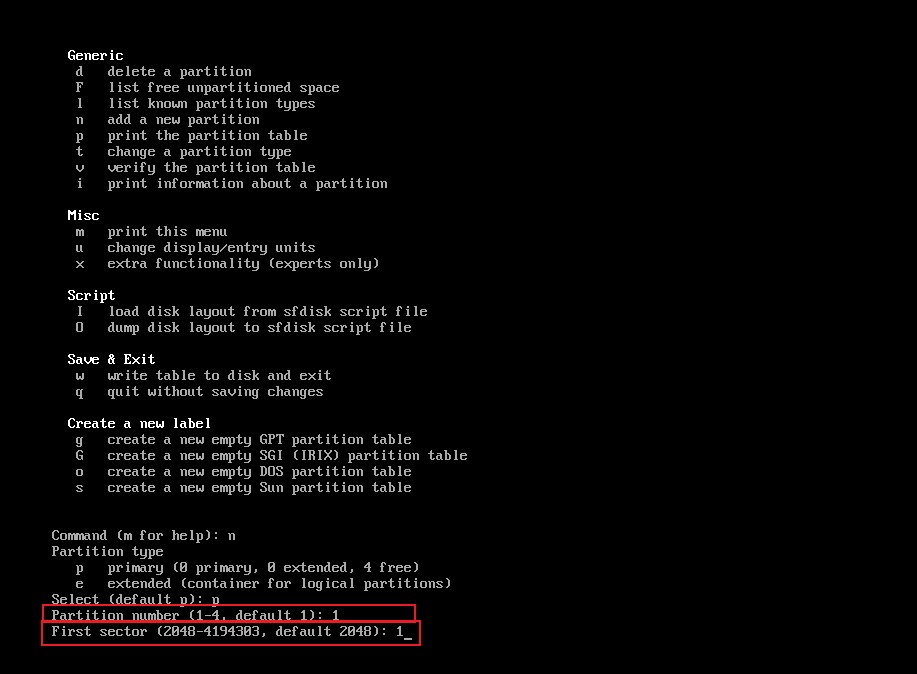 Generic
d   delete a partition
F   list free unpartitioned space
l   list known partition types
n   add a new partition
p   print the partition table
t   change a partition type
v   verify the partition table
i   print information about a partition
Misc
m   print this menu
u   change display/entry units
x   extra functionality (experts only)
Script
I   load disk layout from sfdisk script file
O   dump disk layout to sfdisk script file
Save & Exit
w   write table to disk and exit
q   quit without saving changes
Create a new label
g   create a new empty GPT partition table
G   create a new empty SGI (IRIX) partition table
o   create a new empty DOS partition table
s   create a new empty Sun partition table
Command (m for help): n
Partition type
p   primary (0 primary, 0 extended, 4 free)
e   extended (container for logical partitions)
Select (default p): p
Partition number (1-4, default 1): 1
First sector (2048-4194303, default 2048): 1_